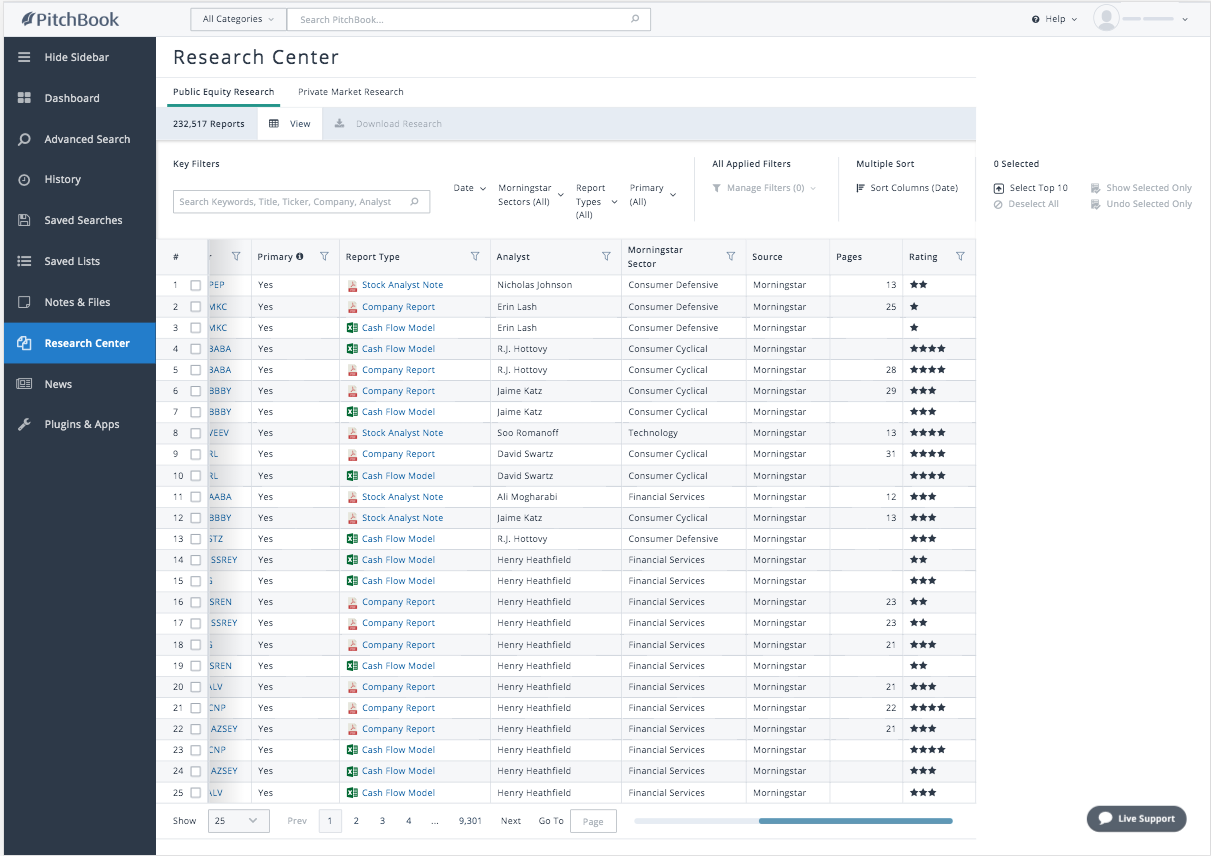 PitchBook
All Categories
Search PitchBook...
Help
Hide Sidebar
Dashboard
Advanced Search
History
Saved Searches
Saved Lists
Notes & Files
Research Center
News
Plugins & Apps
Research Center
Public Equity Research Private Market Research
232,517 Reports View Download Research
Key Filters
Search Keywords, Title, Ticker, Company, Analyst
Date
Morningstar
Sectors (All)
Report
Types
(All)
Primary
(All)
All Applied Filters
Manage Filters (0)
Multiple Sort
Sort Columns (Date)
0 Selected
Select Top 10 Show Selected Only
Deselect All Undo Selected Only
# Primary Report Type Analyst Morningstar Sector Source Pages Rating
1 PEP Yes Stock Analyst Note Nicholas Johnson Consumer Defensive Morningstar 13 ★★
2 MKC Yes Company Report Erin Lash Consumer Defensive Morningstar 25 ★
3 MKC Yes Cash Flow Model Erin Lash Consumer Defensive Morningstar ★
4 BABA Yes Cash Flow Model R.J. Hottovy Consumer Cyclical Morningstar ★★★★
5 BABA Yes Company Report R.J. Hottovy Consumer Cyclical Morningstar 28 ★★★★
6 BBBY Yes Company Report Jaime Katz Consumer Cyclical Morningstar 29 ★★★
7 BBBY Yes Cash Flow Model Jaime Katz Consumer Cyclical Morningstar ★★★
8 VEEV Yes Stock Analyst Note Soo Romanoff Technology Morningstar 13 ★★★★
9 RL Yes Company Report David Swartz Consumer Cyclical Morningstar 31 ★★★★
10 RL Yes Cash Flow Model David Swartz Consumer Cyclical Morningstar ★★★★
11 AABA Yes Stock Analyst Note Ali Mogharabi Financial Services Morningstar 12 ★★★
12 BBBY Yes Stock Analyst Note Jaime Katz Consumer Cyclical Morningstar 13 ★★★
13 STZ Yes Cash Flow Model R.J. Hottovy Consumer Defensive Morningstar ★★★
14 SSREY Yes Cash Flow Model Henry Heathfield Financial Services Morningstar ★★
15 Yes Cash Flow Model Henry Heathfield Financial Services Morningstar ★★★
16 SREN Yes Company Report Henry Heathfield Financial Services Morningstar 23 ★★
17 SSREY Yes Company Report Henry Heathfield Financial Services Morningstar 23 ★★
18 Yes Company Report Henry Heathfield Financial Services Morningstar 21 ★★★
19 SREN Yes Cash Flow Model Henry Heathfield Financial Services Morningstar ★★
20 ALV Yes Company Report Henry Heathfield Financial Services Morningstar 21 ★★★
21 CNP Yes Company Report Henry Heathfield Financial Services Morningstar 22 ★★★★
22 AZSEY Yes Company Report Henry Heathfield Financial Services Morningstar 21 ★★★
23 CNP Yes Cash Flow Model Henry Heathfield Financial Services Morningstar ★★★★
24 AZSEY Yes Cash Flow Model Henry Heathfield Financial Services Morningstar ★★★
25 ALV Yes Cash Flow Model Henry Heathfield Financial Services Morningstar ★★★
Show 25 Prev 1 2 3 4 ... 9,301 Next Go To Page
Live Support